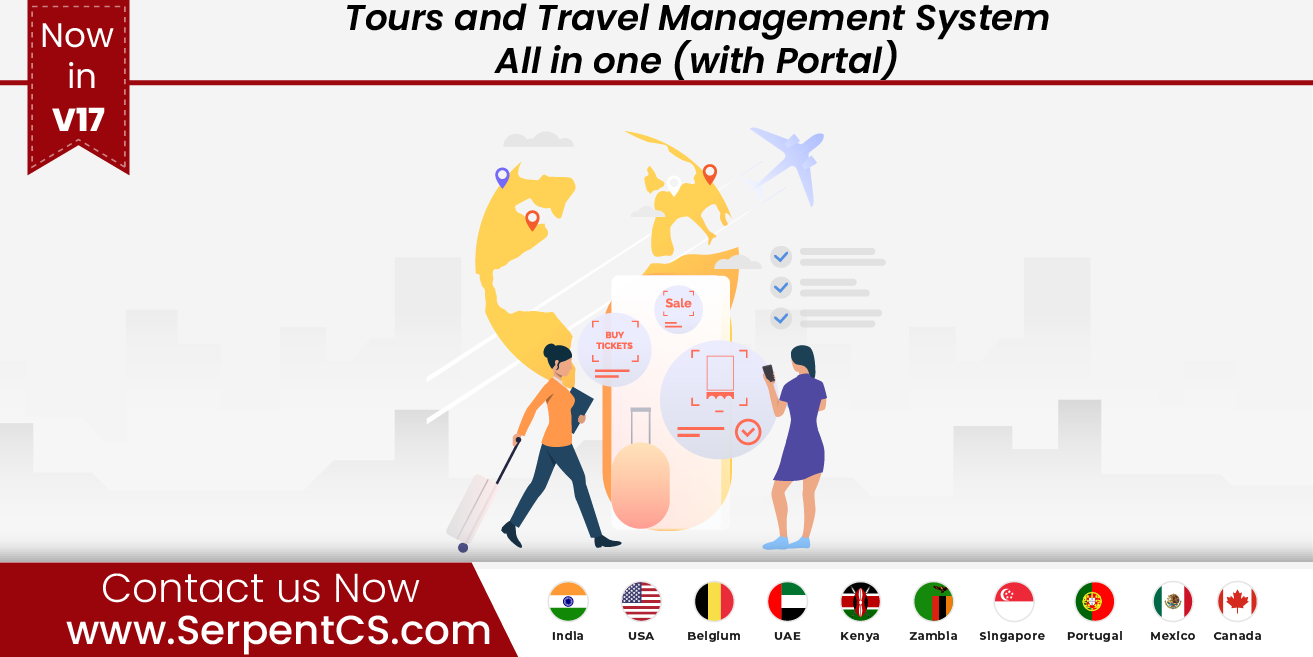 Now
in
V17
Tours and Travel Management System
All in one (with Portal)
Sale
BUY
TICKETS
Contact us Now
www.SerpentCS.com
India
USA
Belgium
UAE
Kenya
Zambia
Singapore
Portugal
Mexico
Canada